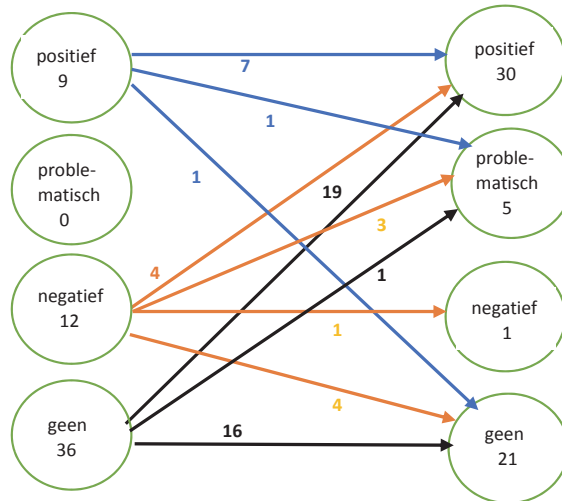 positief
9
proble-
matisch
0
negatief
12
geen
36
7
1
1
19
3
4
1
1
4
16
positief
30
proble-
matisch
5
negatief
1
geen
21